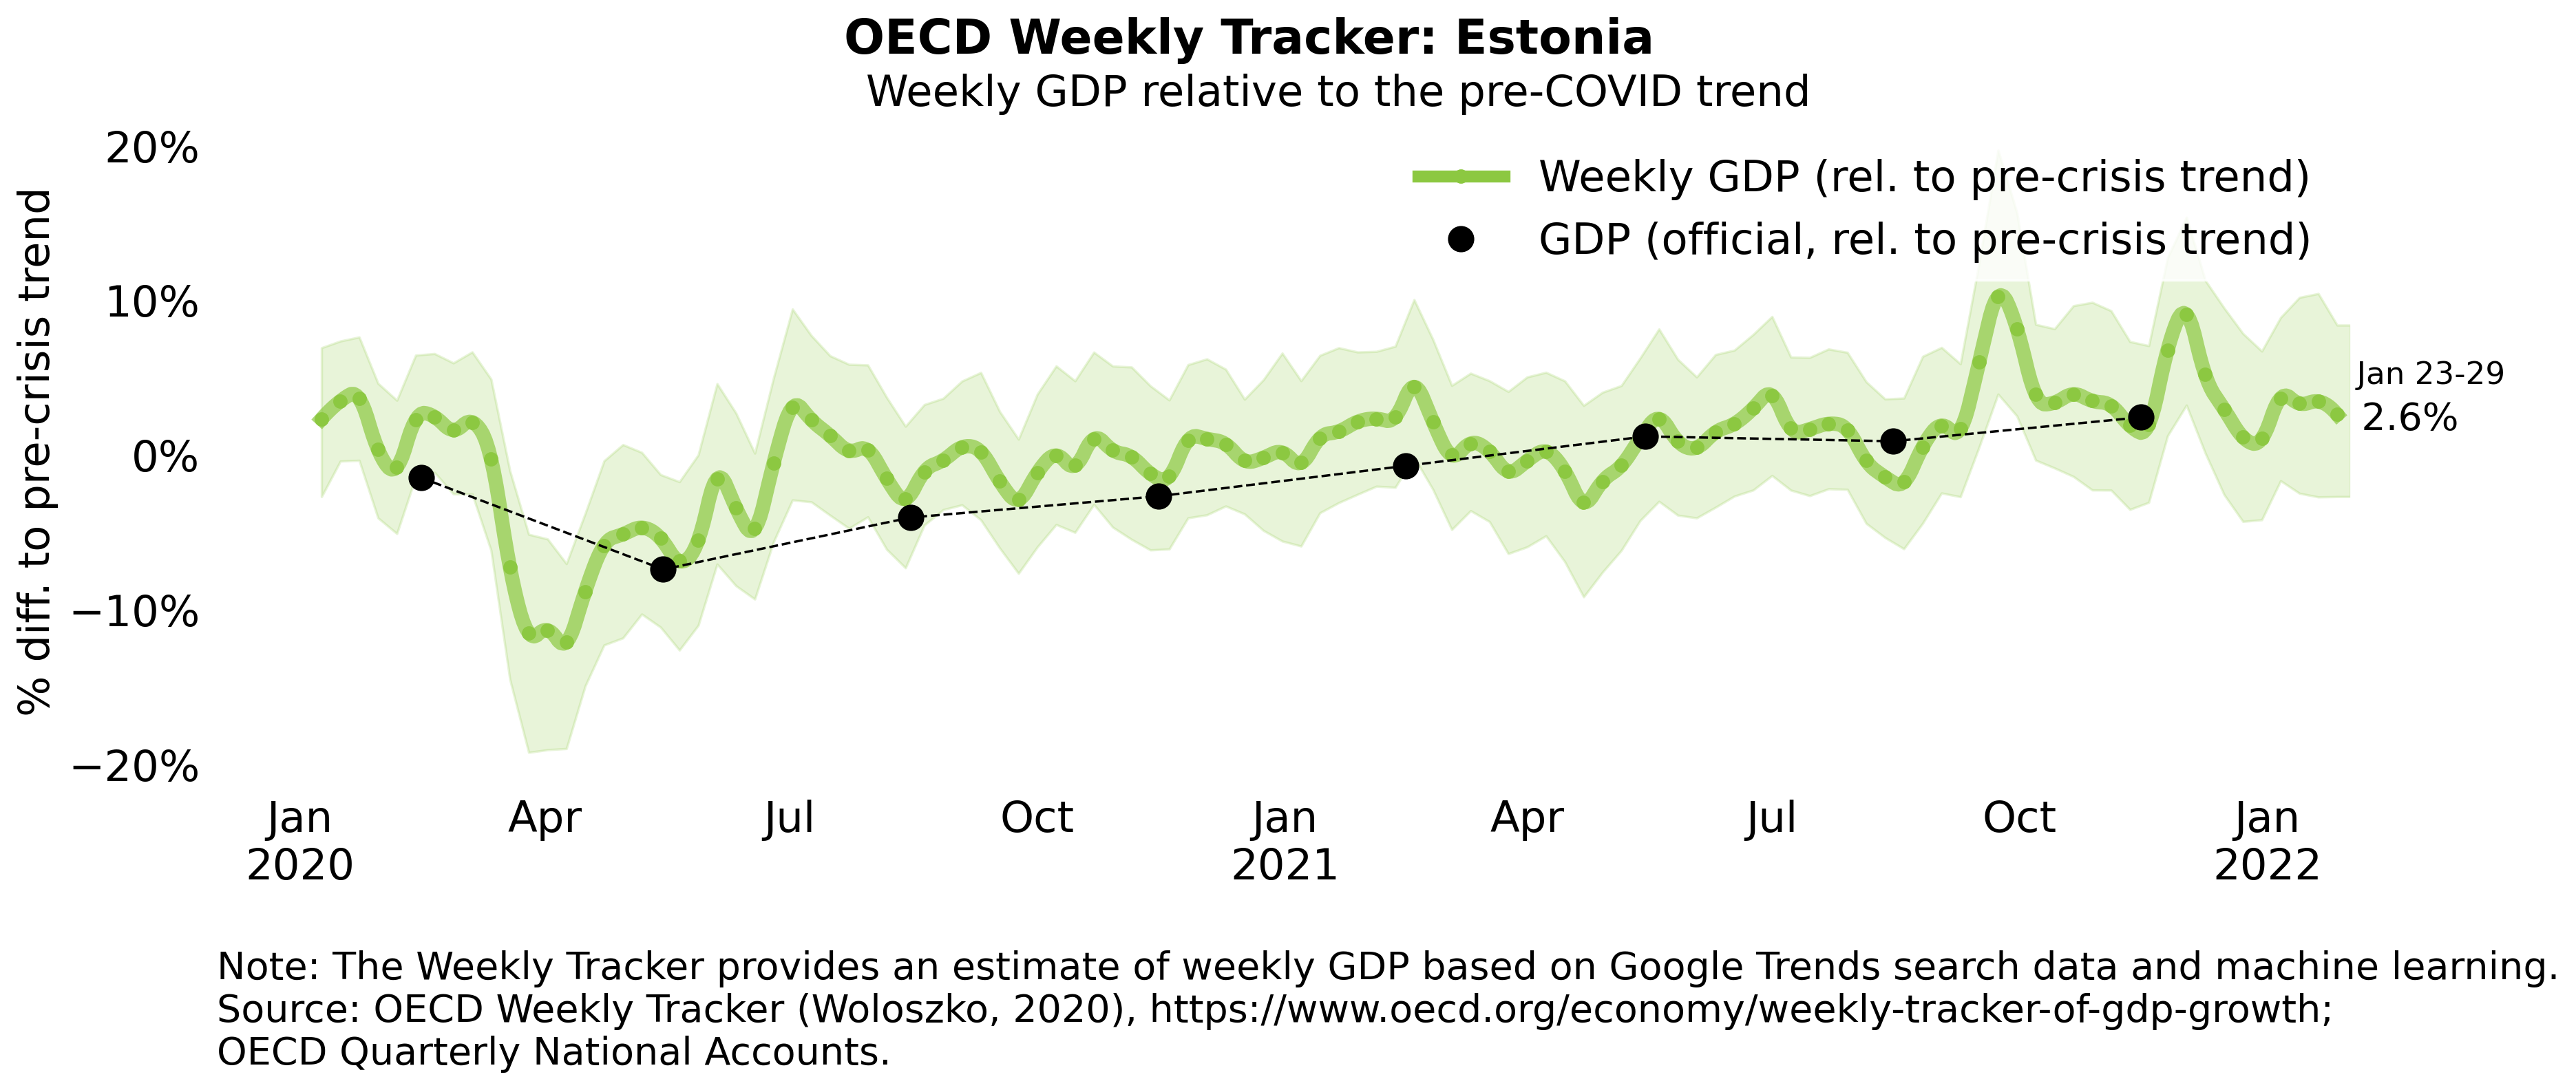 OECD Weekly Tracker: Estonia
Weekly GDP relative to the pre-COVID trend
% diff. to pre-crisis trend
20%
10%
0%
−10%
−20%
Weekly GDP (rel. to pre-crisis trend)
GDP (official, rel. to pre-crisis trend)
Jan 23-29
2.6%
Jan Apr Jul Oct Jan Apr Jul Oct Jan
2020 2021 2022
Note: The Weekly Tracker provides an estimate of weekly GDP based on Google Trends search data and machine learning.
Source: OECD Weekly Tracker (Woloszko, 2020), https://www.oecd.org/economy/weekly-tracker-of-gdp-growth;
OECD Quarterly National Accounts.